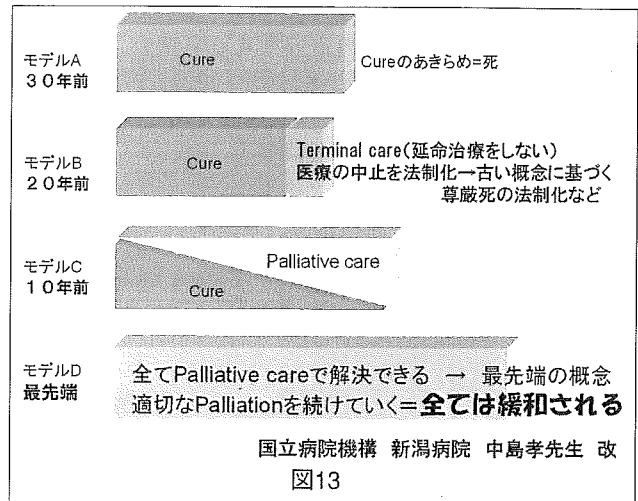 モデルA
30年前
Cure
Cureのあきらめ=死
モデルB
20年前
Cure
Terminal care(延命治療をしない)
医療の中止を法制化→古い概念に基づく
尊厳死の法制化など
モデルC
10年前
Palliative care
Cure
モデルD
最先端
全てPalliative careで解決できる → 最先端の概念
適切なPalliationを続けていく=全ては緩和される
国立病院機構 新潟病院 中島孝先生 改
図13